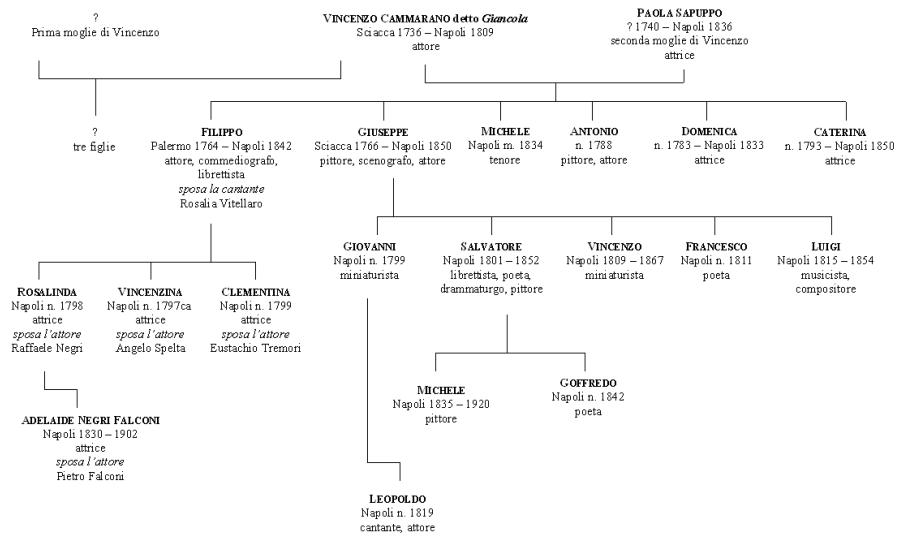 ?
Prima moglie di Vincenzo
VINCENZO CAMMARANO detto Giancola
Sciacca 1736 – Napoli 1809
attore
PAOLA SAPUPPO
? 1740 – Napoli 1836
seconda moglie di Vincenzo
attrice
?
tre figlie
FILIPPO
Palermo 1764 – Napoli 1842
attore, commediografo,
librettista
sposa la cantante
Rosalia Vitellaro
GIUSEPPE
Sciacca 1766 – Napoli 1850
pittore, scenografo, attore
MICHELE
Napoli m. 1834
tenore
ANTONIO
n. 1788
pittore, attore
DOMENICA
n. 1783 – Napoli 1833
attrice
CATERINA
n. 1793 – Napoli 1850
attrice
GIOVANNI
Napoli n. 1799
miniaturista
SALVATORE
Napoli 1801 – 1852
librettista, poeta,
drammaturgo, pittore
VINCENZO
Napoli 1809 – 1867
miniaturista
FRANCESCO
Napoli n. 1811
poeta
LUIGI
Napoli 1815 – 1854
musicista,
compositore
ROSALINDA
Napoli n. 1798
attrice
sposa l'attore
Raffaele Negri
VINCENZINA
Napoli n. 1797ca
attrice
sposa l'attore
Angelo Spelta
CLEMENTINA
Napoli n. 1799
attrice
sposa l'attore
Eustachio Tremori
MICHELE
Napoli 1835 – 1920
pittore
GOFFREDO
Napoli n. 1842
poeta
ADELAIDE NEGRI FALCONI
Napoli 1830 – 1902
attrice
sposa l'attore
Pietro Falconi
LEOPOLDO
Napoli n. 1819
cantante, attore